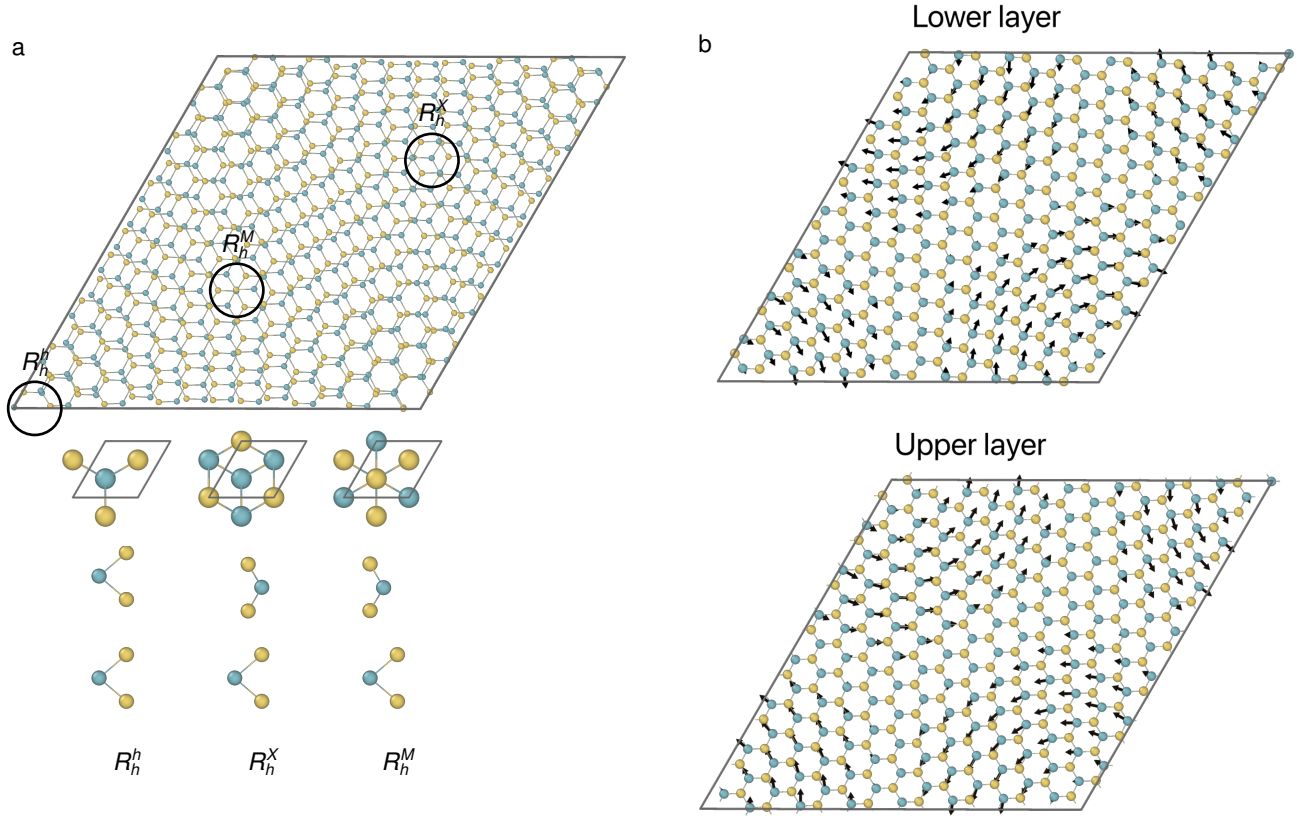 a
R_h^X
R_h^M
R_h^h
R_h^h
R_h^X
R_h^M
b
Lower layer
Upper layer